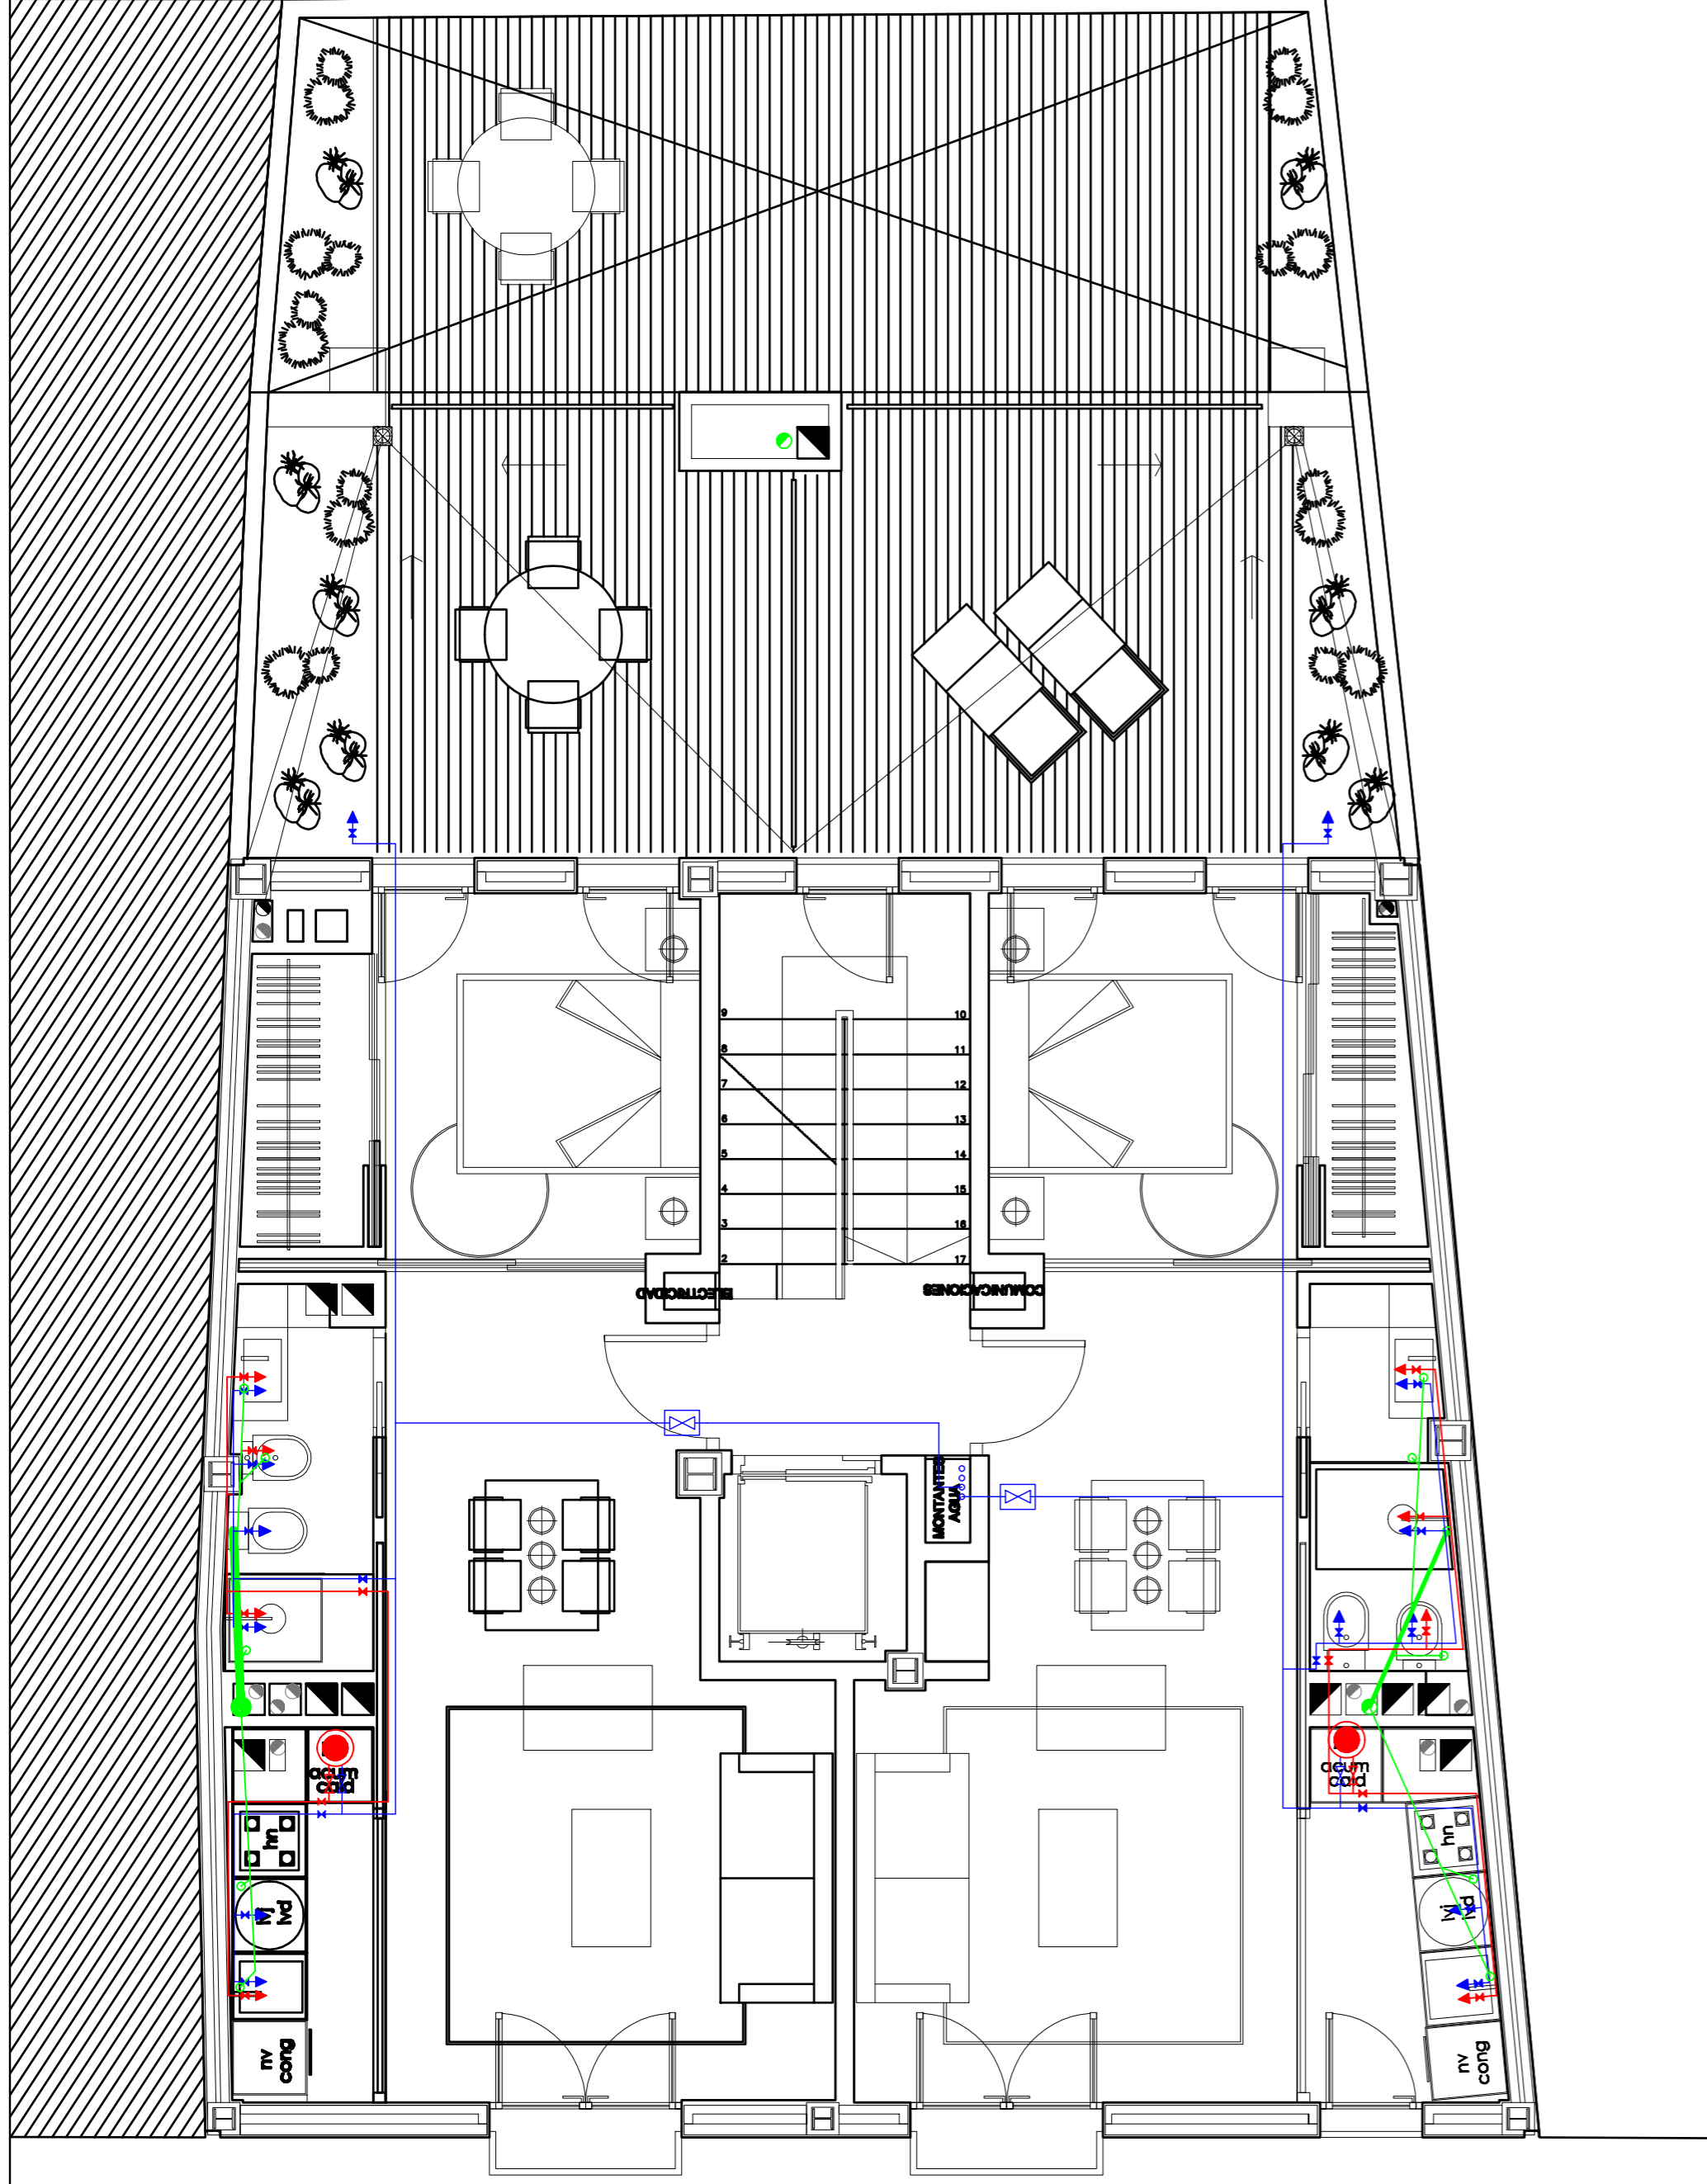 9
10
8
11
7
12
6
13
5
14
4
15
3
16
2
17
ELECTRICIDAD
COMUNICACIONES
MONTANTES
AGUA
acum
cald
acum
cald
hn
hn
lvj
lvd
lvj
lvd
nv
cong
nv
cong